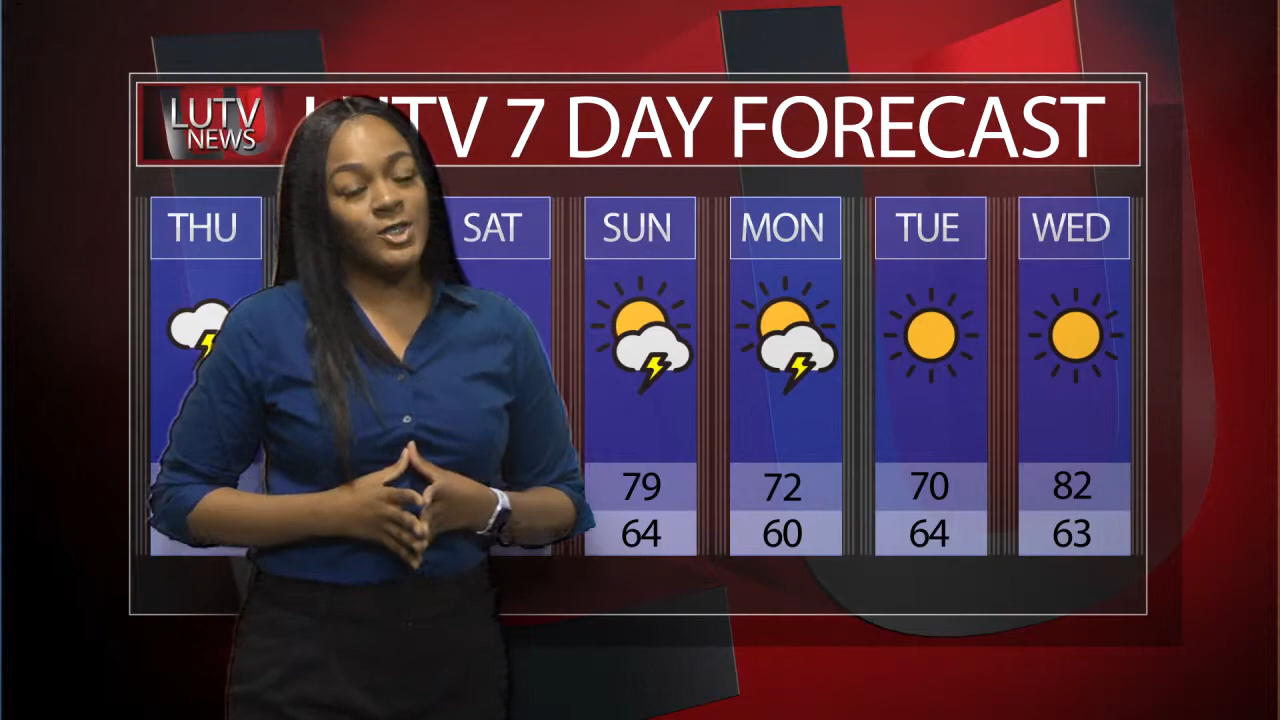 LUTV
NEWS
LUTV 7 DAY FORECAST
THU
SAT
SUN
MON
TUE
WED
79
72
70
82
64
60
64
63